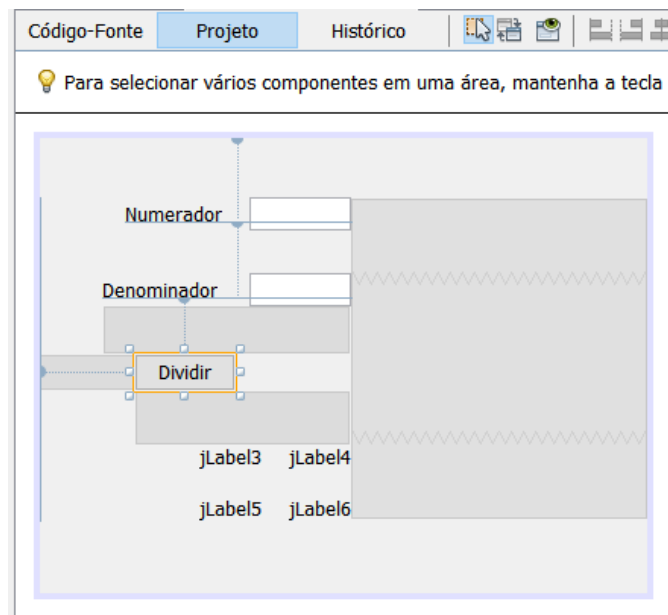 Código-Fonte Projeto Histórico
Para selecionar vários componentes em uma área, mantenha a tecla
Numerador
Denominador
Dividir
jLabel3 jLabel4
jLabel5 jLabel6